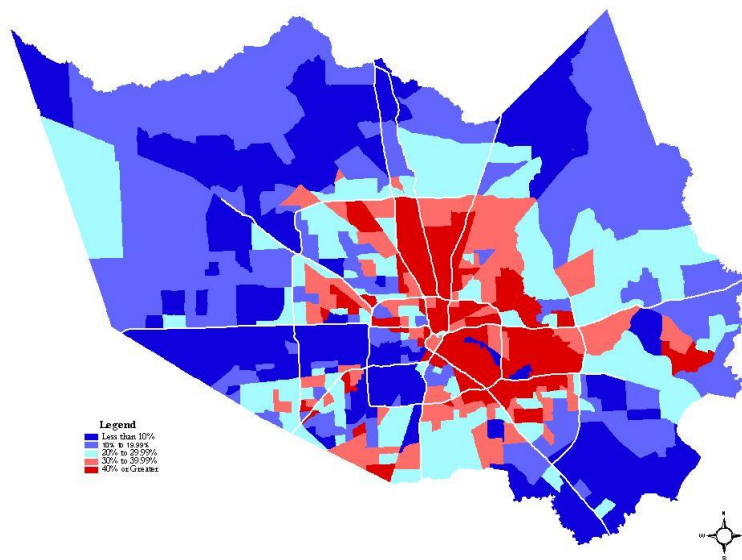 Legend
Less than 10%
10% to 19.99%
20% to 29.99%
30% to 39.99%
40% or Greater
N
W
E
S